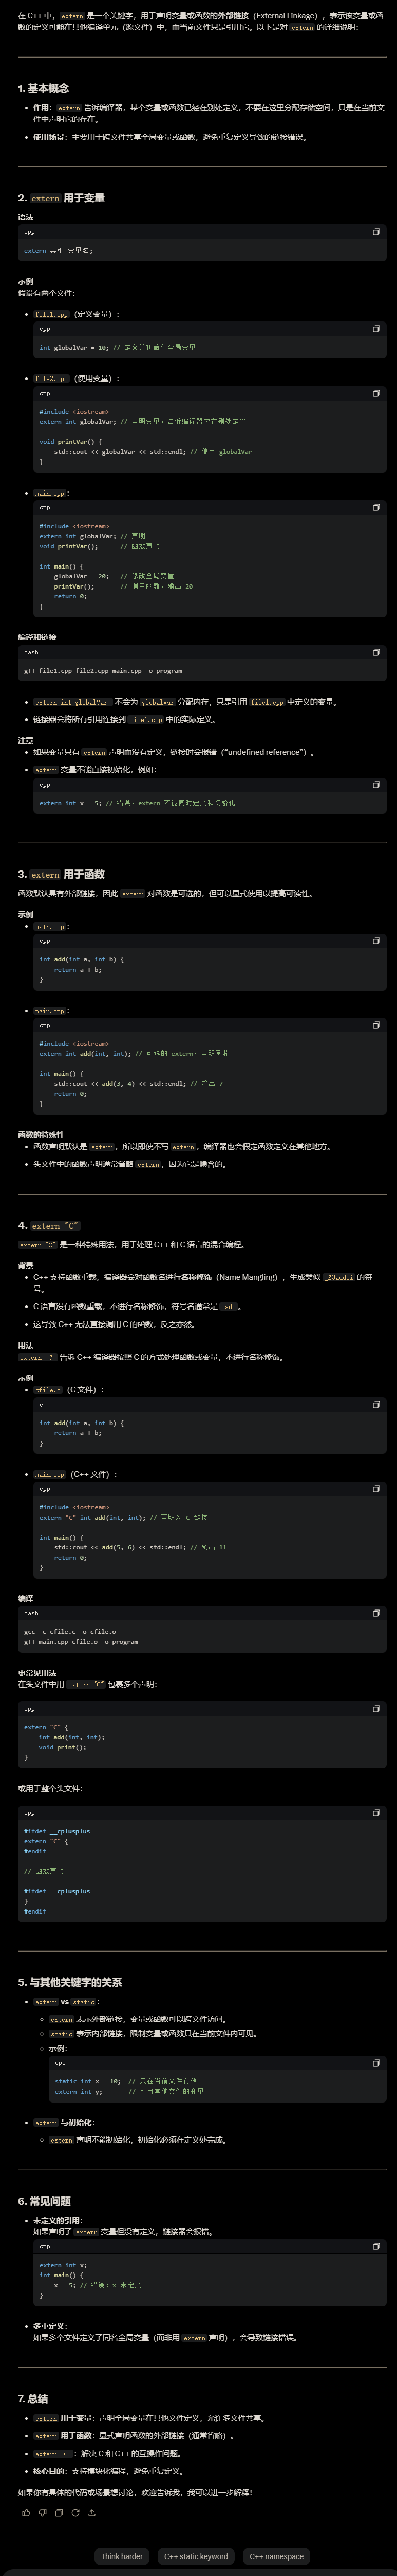 在 C++ 中，extern 是一个关键字，用于声明变量或函数的外部链接（External Linkage），表示该变量或函
数的定义可能在其他编译单元（源文件）中，而当前文件只是引用它。以下是对 extern 的详细说明：
1. 基本概念
• 作用：extern 告诉编译器，某个变量或函数已经在别处定义，不要在这里分配存储空间，只是在当前文
件中声明它的存在。
• 使用场景：主要用于跨文件共享全局变量或函数，避免重复定义导致的链接错误。
2. extern 用于变量
语法
cpp
extern 类型 变量名;
示例
假设有两个文件：
• file1.cpp（定义变量）：
cpp
int globalVar = 10; // 定义并初始化全局变量
• file2.cpp（使用变量）：
cpp
#include <iostream>
extern int globalVar; // 声明变量，告诉编译器它在别处定义
void printVar() {
std::cout << globalVar << std::endl; // 使用 globalVar
}
• main.cpp：
cpp
#include <iostream>
extern int globalVar; // 声明
void printVar(); // 函数声明
int main() {
globalVar = 20; // 修改全局变量
printVar(); // 调用函数，输出 20
return 0;
}
编译和链接
bash
g++ file1.cpp file2.cpp main.cpp -o program
• extern int globalVar; 不会为 globalVar 分配内存，只是引用 file1.cpp 中定义的变量。
• 链接器会将所有引用连接到 file1.cpp 中的实际定义。
注意
• 如果变量只有 extern 声明而没有定义，链接时会报错（“undefined reference”）。
• extern 变量不能直接初始化，例如：
cpp
extern int x = 5; // 错误，extern 不能同时定义和初始化
3. extern 用于函数
函数默认具有外部链接，因此 extern 对函数是可选的，但可以显式使用以提高可读性。
示例
• math.cpp：
cpp
int add(int a, int b) {
return a + b;
}
• main.cpp：
cpp
#include <iostream>
extern int add(int, int); // 可选的 extern，声明函数
int main() {
std::cout << add(3, 4) << std::endl; // 输出 7
return 0;
}
函数的特殊性
• 函数声明默认是 extern，所以即使不写 extern，编译器也会假定函数定义在其他地方。
• 头文件中的函数声明通常省略 extern，因为它是隐含的。
4. extern "C"
extern "C" 是一种特殊用法，用于处理 C++ 和 C 语言的混合编程。
背景
• C++ 支持函数重载，编译器会对函数名进行名称修饰（Name Mangling），生成类似 _Z3addii 的符
号。
• C 语言没有函数重载，不进行名称修饰，符号名通常是 _add。
• 这导致 C++ 无法直接调用 C 的函数，反之亦然。
用法
extern "C" 告诉 C++ 编译器按照 C 的方式处理函数或变量，不进行名称修饰。
示例
• cfile.c（C 文件）：
c
int add(int a, int b) {
return a + b;
}
• main.cpp（C++ 文件）：
cpp
#include <iostream>
extern "C" int add(int, int); // 声明为 C 链接
int main() {
std::cout << add(5, 6) << std::endl; // 输出 11
return 0;
}
编译
bash
gcc -c cfile.c -o cfile.o
g++ main.cpp cfile.o -o program
更常见用法
在头文件中用 extern "C" 包裹多个声明：
cpp
extern "C" {
int add(int, int);
void print();
}
或用于整个头文件：
cpp
#ifdef __cplusplus
extern "C" {
#endif
// 函数声明
#ifdef __cplusplus
}
#endif
5. 与其他关键字的关系
• extern vs static：
◦ extern 表示外部链接，变量或函数可以跨文件访问。
◦ static 表示内部链接，限制变量或函数只在当前文件内可见。
◦ 示例：
cpp
static int x = 10; // 只在当前文件有效
extern int y; // 引用其他文件的变量
• extern 与初始化：
◦ extern 声明不能初始化，初始化必须在定义处完成。
6. 常见问题
• 未定义的引用：
如果声明了 extern 变量但没有定义，链接器会报错。
cpp
extern int x;
int main() {
x = 5; // 错误：x 未定义
}
• 多重定义：
如果多个文件定义了同名全局变量（而非用 extern 声明），会导致链接错误。
7. 总结
• extern 用于变量：声明全局变量在其他文件定义，允许多文件共享。
• extern 用于函数：显式声明函数的外部链接（通常省略）。
• extern "C"：解决 C 和 C++ 的互操作问题。
• 核心目的：支持模块化编程，避免重复定义。
如果你有具体的代码或场景想讨论，欢迎告诉我，我可以进一步解释！
Think harder
C++ static keyword
C++ namespace